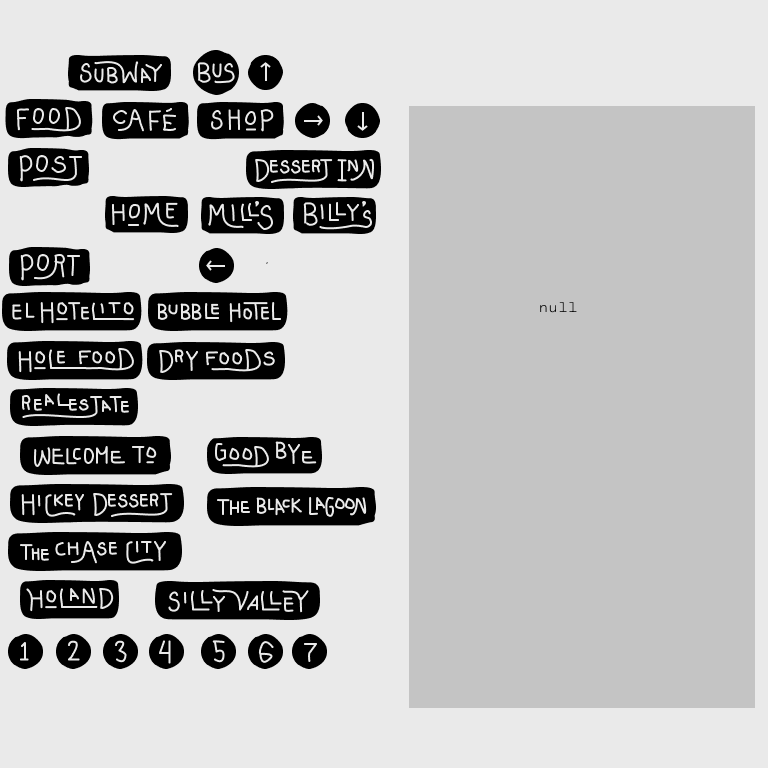 SUBWAY BUS ↑
FOOD CAFÉ SHOP → ↓
POST DESSERT INN
HOME MILL'S BILLY'S
PORT ←
EL HOTELITO BUBBLE HOTEL
null
HOLE FOOD DRY FOODS
REALESTATE
WELCOME TO GOOD BYE
HICKEY DESSERT THE BLACK LAGOON
THE CHASE CITY
HOLAND SILLY VALLEY
1 2 3 4 5 6 7